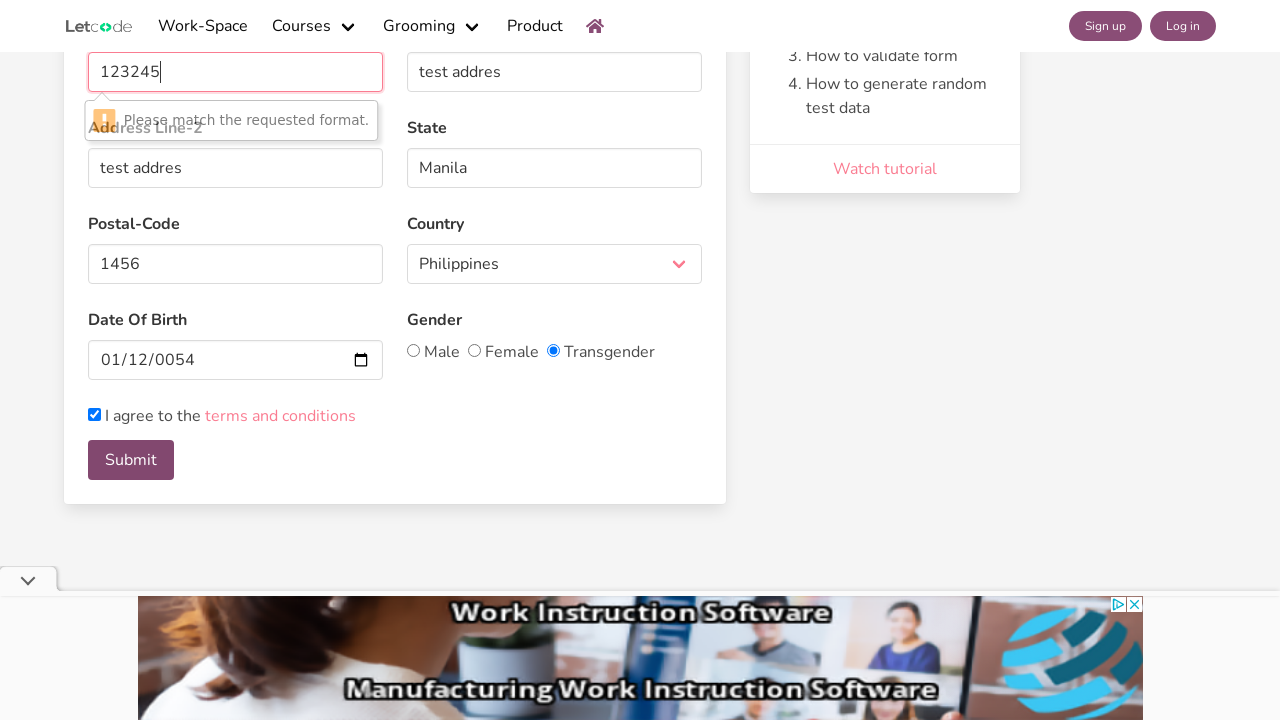 Letcode Work-Space Courses Grooming Product Sign up Log in
3. How to validate form
123245 test addres
4. How to generate random
test data
Please match the requested format.
Address Line-2 State
test addres Manila
Watch tutorial
Postal-Code Country
1456 Philippines
Date Of Birth Gender
01/12/0054 Male Female Transgender
I agree to the terms and conditions
Submit
Work Instruction Software
Manufacturing Work Instruction Software